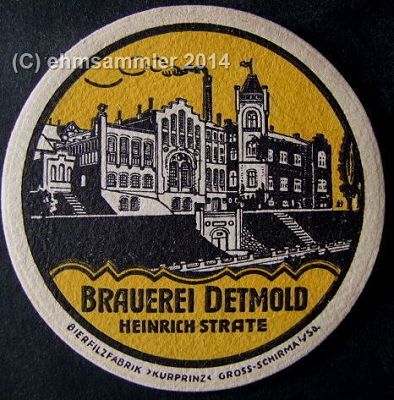 (C) ehmsammler 2014
BRAUEREI DETMOLD
HEINRICH STRATE
BIERFILZFABRIK ›KURPRINZ‹ GROSS-SCHIRMA i/Sa.